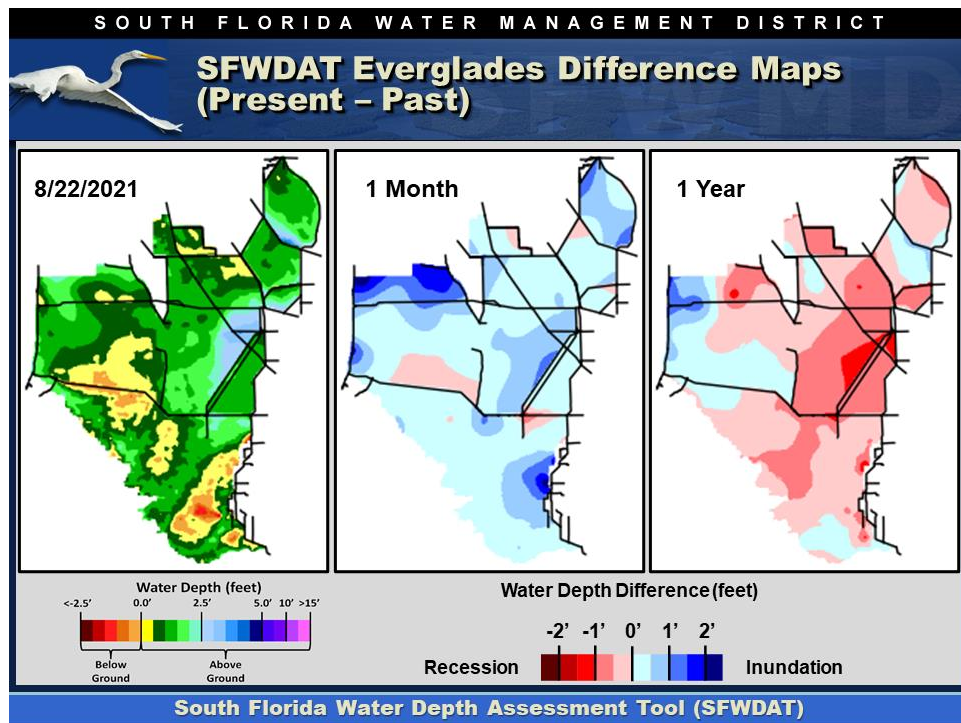 SOUTH FLORIDA WATER MANAGEMENT DISTRICT
SFWDAT Everglades Difference Maps
(Present – Past)
8/22/2021
1 Month
1 Year
Water Depth (feet)
<-2.5' 0.0' 2.5' 5.0' 10' >15'
Below
Ground
Above
Ground
Water Depth Difference (feet)
-2' -1' 0' 1' 2'
Recession
Inundation
South Florida Water Depth Assessment Tool (SFWDAT)